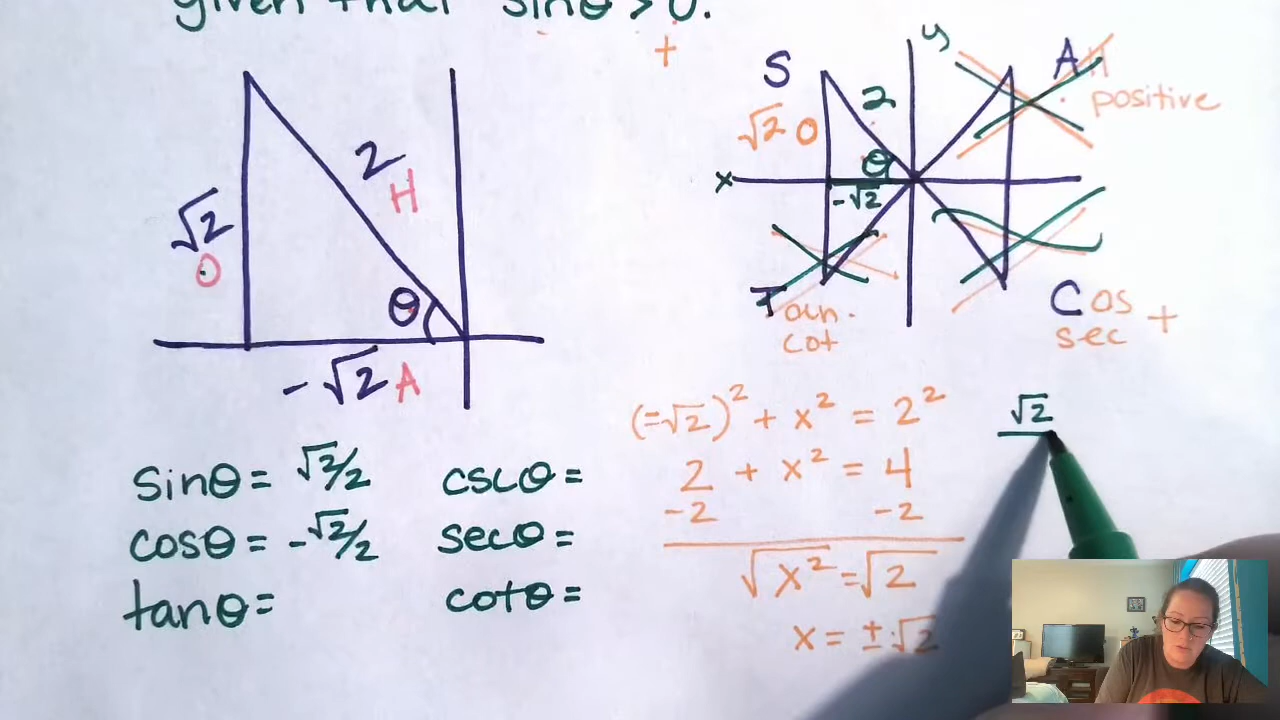 given that sinθ > 0.
+
2
H
√2
O
θ
-√2 A
S
y
A
positive
2
√2 O
θ
x
-√2
Tan
cot
Cos
sec +
(-√2)² + x² = 2²
2 + x² = 4
-2 -2
√x² = √2
x = ± √2
√2
sinθ = √2/2 cscθ =
cosθ = -√2/2 secθ =
tanθ = cotθ =